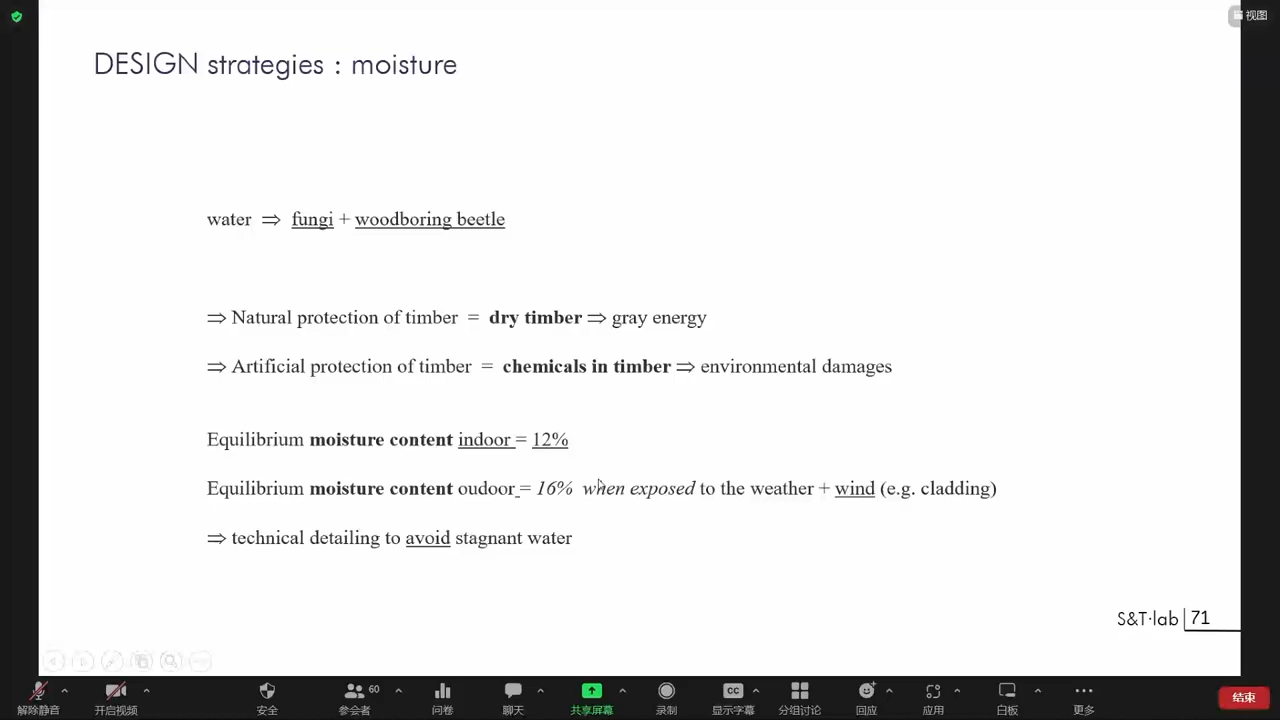 视图
DESIGN strategies : moisture
water ⇒ fungi + woodboring beetle
⇒ Natural protection of timber = dry timber ⇒ gray energy
⇒ Artificial protection of timber = chemicals in timber ⇒ environmental damages
Equilibrium moisture content indoor = 12%
Equilibrium moisture content oudoor = 16% when exposed to the weather + wind (e.g. cladding)
⇒ technical detailing to avoid stagnant water
S&T·lab 71
60
CC
解除静音 开启视频 安全 参会者 问卷 聊天 共享屏幕 录制 显示字幕 分组讨论 回应 应用 白板 更多 结束